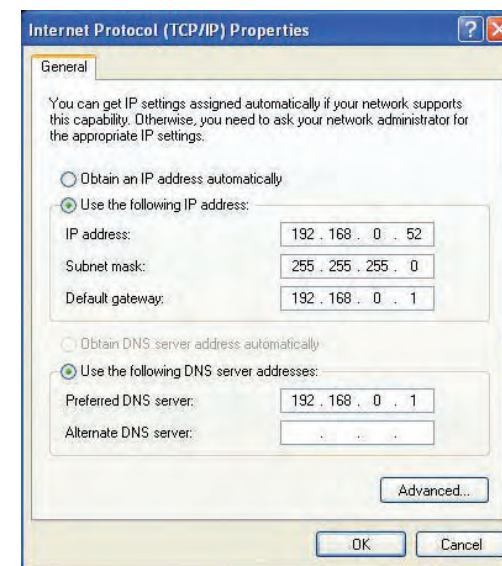 Internet Protocol (TCP/IP) Properties
General
You can get IP settings assigned automatically if your network supports
this capability. Otherwise, you need to ask your network administrator for
the appropriate IP settings.
Obtain an IP address automatically
Use the following IP address:
IP address: 192 . 168 . 0 . 52
Subnet mask: 255 . 255 . 255 . 0
Default gateway: 192 . 168 . 0 . 1
Obtain DNS server address automatically
Use the following DNS server addresses:
Preferred DNS server: 192 . 168 . 0 . 1
Alternate DNS server: . . .
Advanced...
OK Cancel